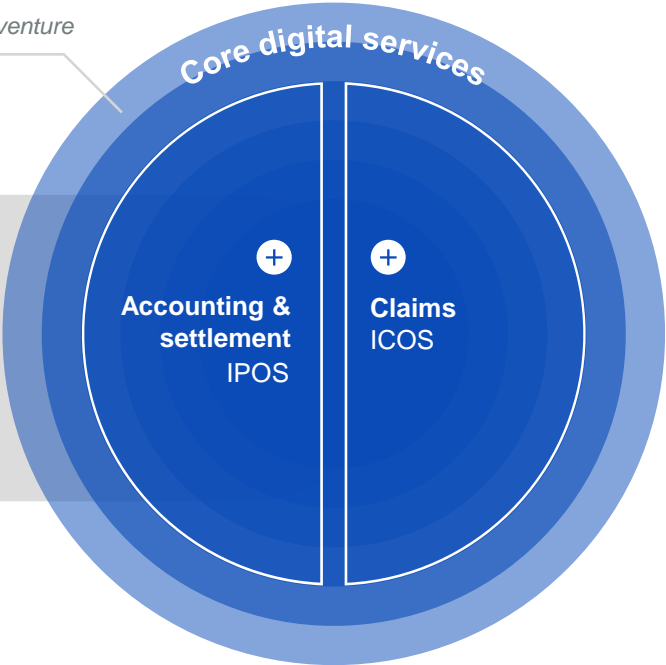 venture
Core digital services
Accounting &
settlement
IPOS
Claims
ICOS